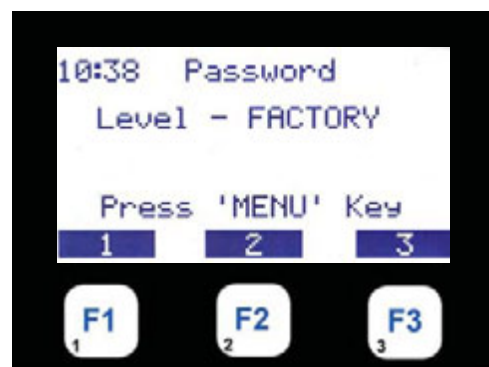 10:38 Password
Level - FACTORY
Press 'MENU' Key
1 2 3
F1 F2 F3
1 2 3